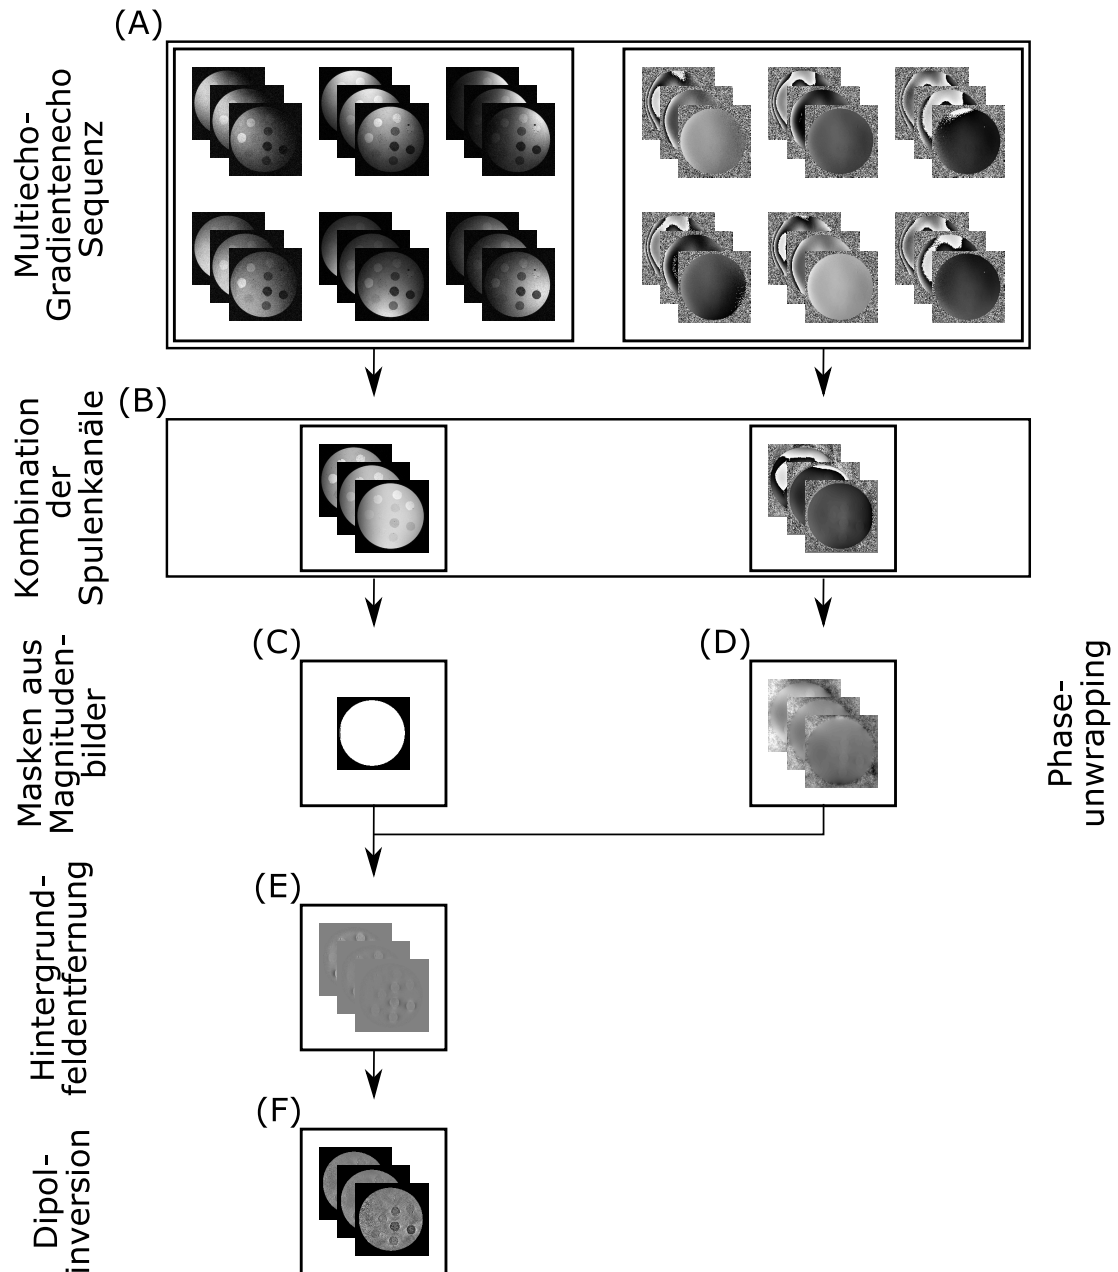 (A)
Multiecho-
Gradientenecho
Sequenz
(B)
Kombination
der
Spulenkanäle
(C)
Masken aus
Magnituden-
bilder
(D)
Phase-
unwrapping
(E)
Hintergrund-
feldentfernung
(F)
Dipol-
inversion